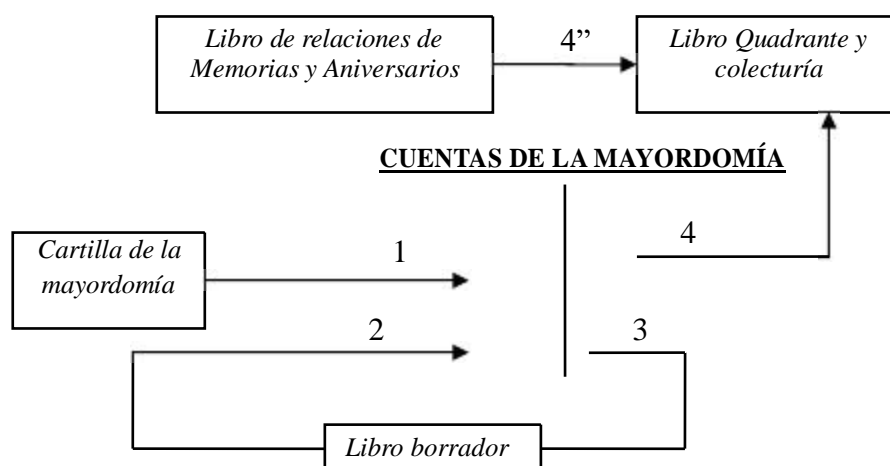 Libro de relaciones de
Memorias y Aniversarios
4”
Libro Quadrante y
colecturía
CUENTAS DE LA MAYORDOMÍA
Cartilla de la
mayordomía
1
4
2
3
Libro borrador